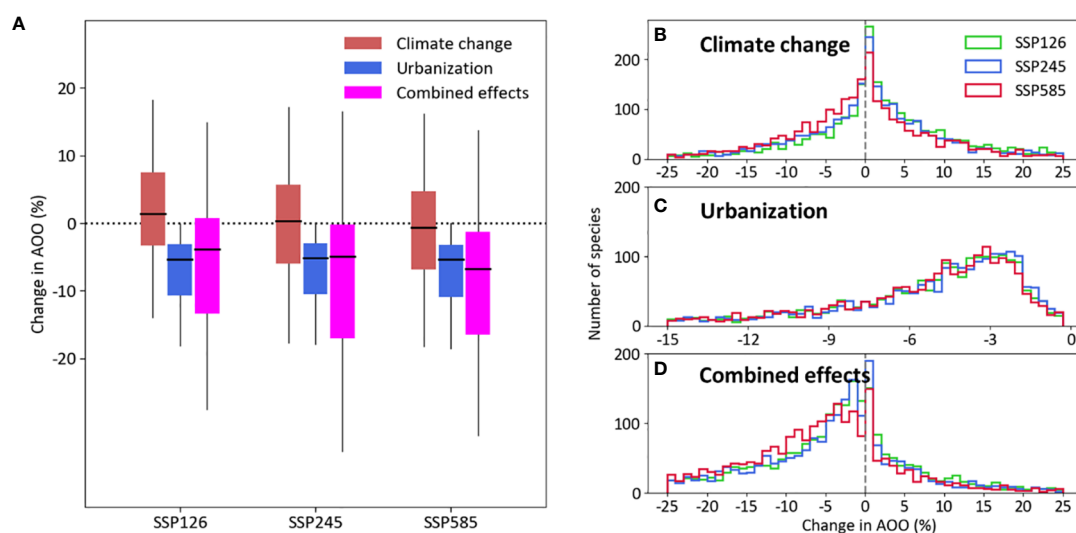 A
Climate change
Urbanization
Combined effects
20
10
0
-10
-20
Change in AOO (%)
SSP126 SSP245 SSP585
B
Climate change
SSP126
SSP245
SSP585
200
100
0
-25 -20 -15 -10 -5 0 5 10 15 20 25
C
Urbanization
Number of species
200
100
0
-15 -12 -9 -6 -3 0
D
Combined effects
200
100
0
-25 -20 -15 -10 -5 0 5 10 15 20 25
Change in AOO (%)